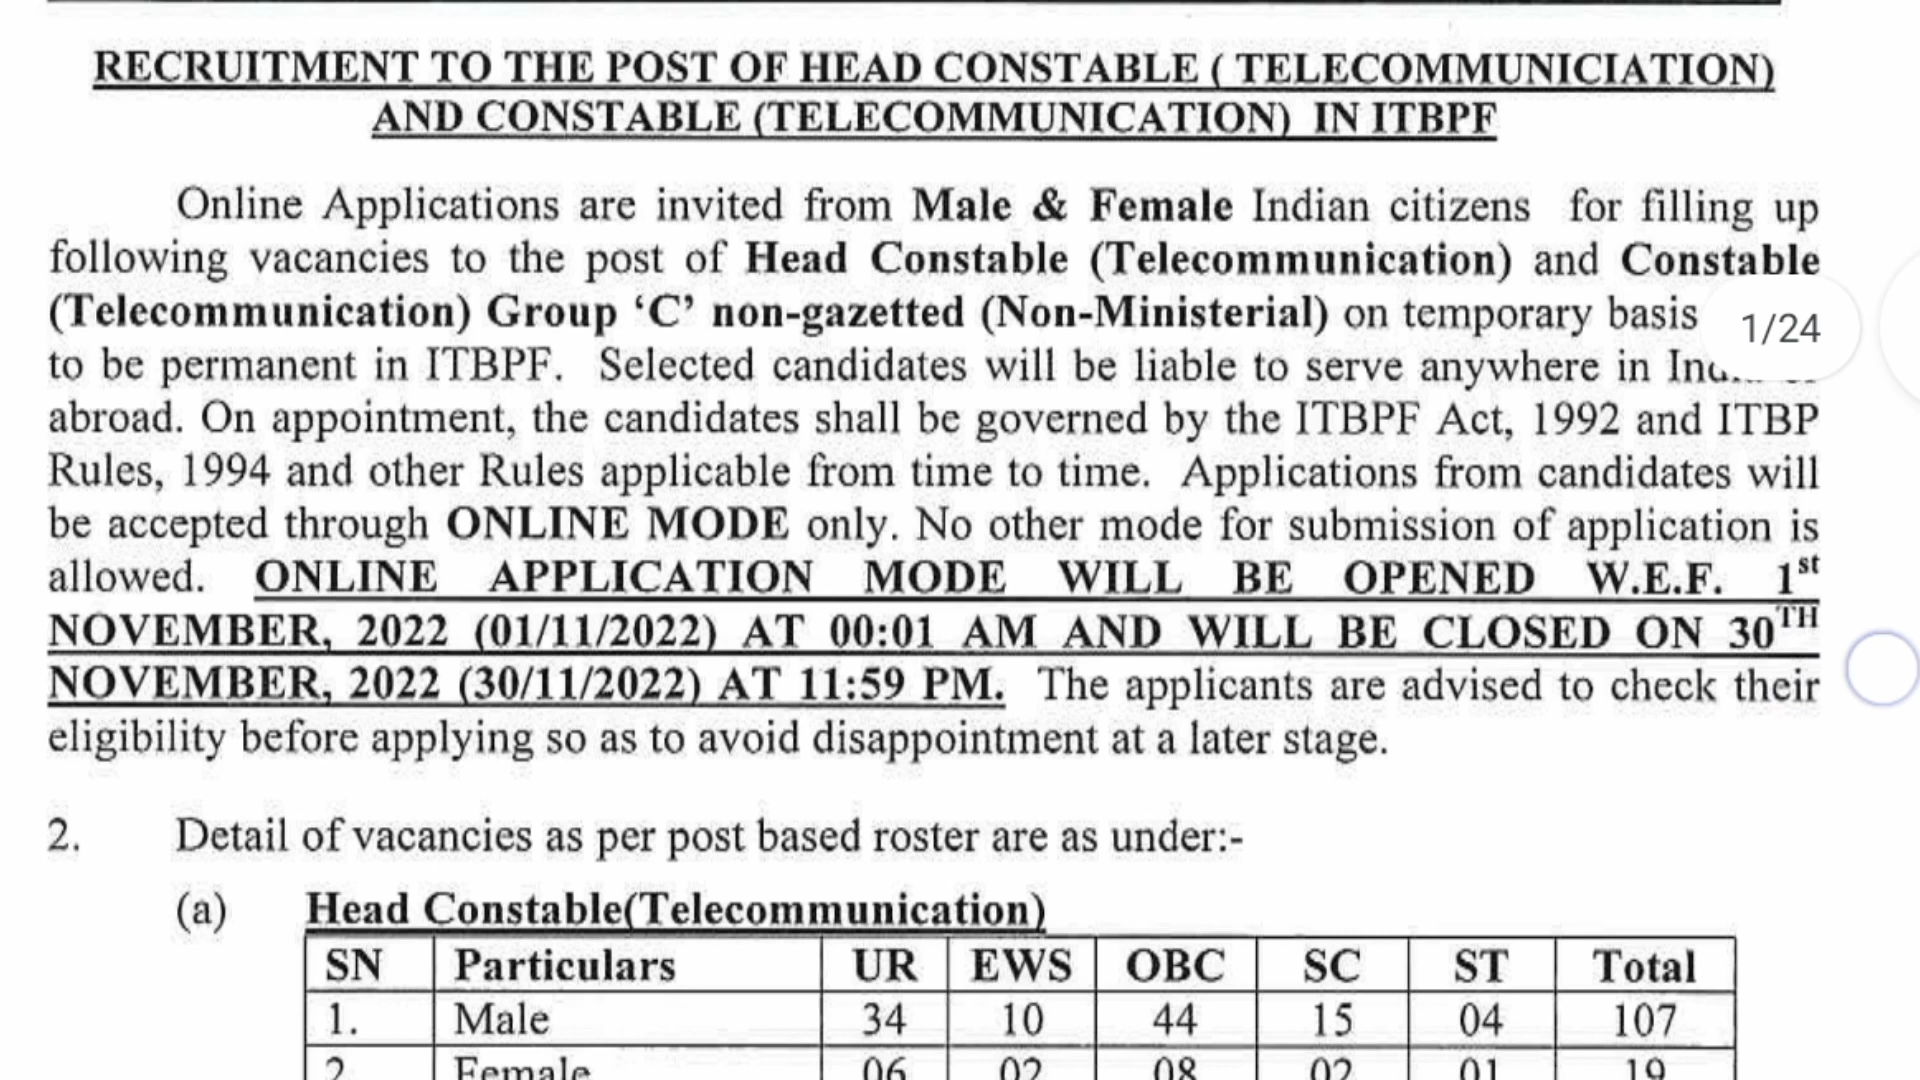 RECRUITMENT TO THE POST OF HEAD CONSTABLE ( TELECOMMUNICIATION)
AND CONSTABLE (TELECOMMUNICATION) IN ITBPF
Online Applications are invited from Male & Female Indian citizens for filling up
following vacancies to the post of Head Constable (Telecommunication) and Constable
(Telecommunication) Group ‘C’ non-gazetted (Non-Ministerial) on temporary basis
1/24
to be permanent in ITBPF. Selected candidates will be liable to serve anywhere in
abroad. On appointment, the candidates shall be governed by the ITBPF Act, 1992 and ITBP
Rules, 1994 and other Rules applicable from time to time. Applications from candidates will
be accepted through ONLINE MODE only. No other mode for submission of application is
allowed. ONLINE APPLICATION MODE WILL BE OPENED W.E.F. 1st
NOVEMBER, 2022 (01/11/2022) AT 00:01 AM AND WILL BE CLOSED ON 30TH
NOVEMBER, 2022 (30/11/2022) AT 11:59 PM. The applicants are advised to check their
eligibility before applying so as to avoid disappointment at a later stage.
2. Detail of vacancies as per post based roster are as under:-
(a) Head Constable(Telecommunication)
SN Particulars UR EWS OBC SC ST Total
1. Male 34 10 44 15 04 107
2 Female 06 02 08 02 01 19